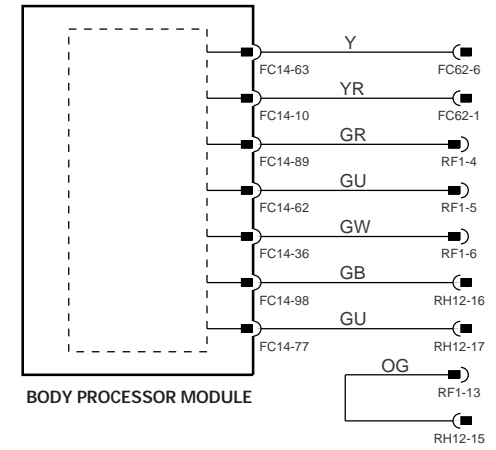 Y
FC14-63 FC62-6
YR
FC14-10 FC62-1
GR
FC14-89 RF1-4
GU
FC14-62 RF1-5
GW
FC14-36 RF1-6
GB
FC14-98 RH12-16
GU
FC14-77 RH12-17
OG
RF1-13
BODY PROCESSOR MODULE
RH12-15